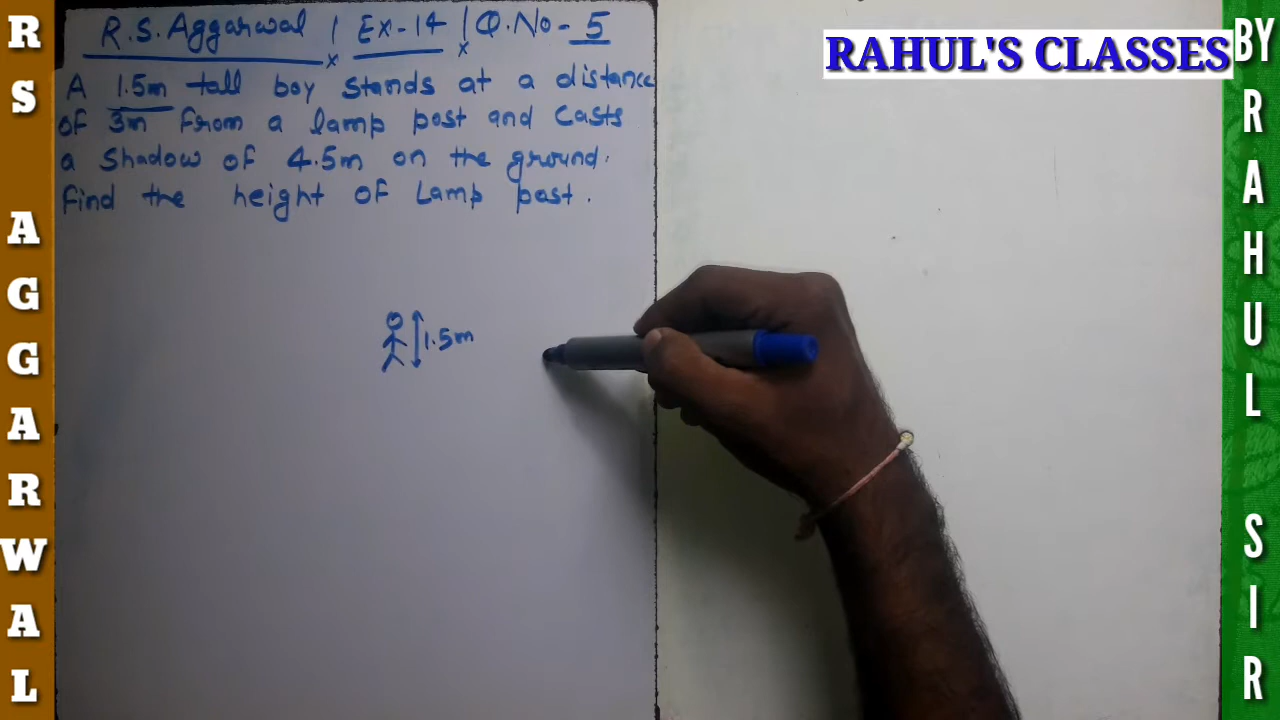 R.S. Aggarwal | Ex-14 | Q.No- 5
A 1.5m tall boy stands at a distance
of 3m from a lamp post and casts
a shadow of 4.5m on the ground.
Find the height of Lamp post.
1.5m
RAHUL'S CLASSES
RS AGGARWAL
BY RAHUL SIR